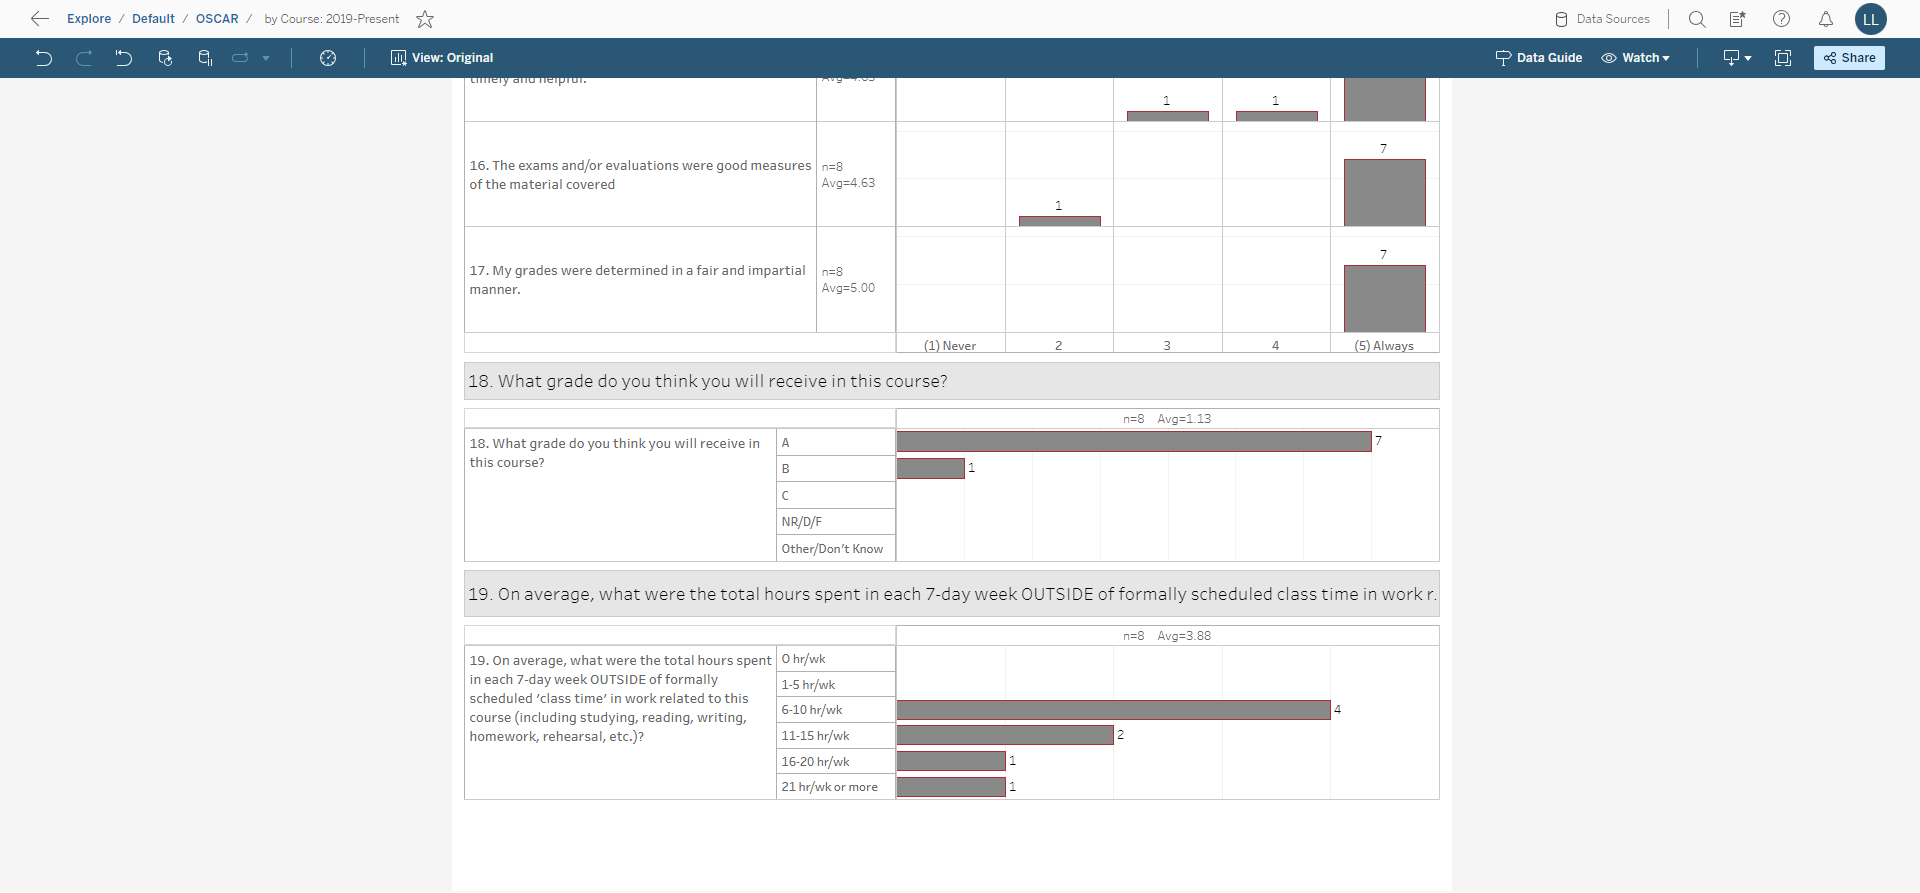 Explore / Default / OSCAR / by Course: 2019-Present
Data Sources
LL
View: Original
Data Guide
Watch
Share
timely and helpful.
Avg=4.63
1
1
16. The exams and/or evaluations were good measures
of the material covered
n=8
Avg=4.63
1
7
17. My grades were determined in a fair and impartial
manner.
n=8
Avg=5.00
7
(1) Never
2
3
4
(5) Always
18. What grade do you think you will receive in this course?
n=8 Avg=1.13
18. What grade do you think you will receive in
this course?
A
7
B
1
C
NR/D/F
Other/Don't Know
19. On average, what were the total hours spent in each 7-day week OUTSIDE of formally scheduled class time in work r.
n=8 Avg=3.88
19. On average, what were the total hours spent
in each 7-day week OUTSIDE of formally
scheduled ‘class time’ in work related to this
course (including studying, reading, writing,
homework, rehearsal, etc.)?
0 hr/wk
1-5 hr/wk
6-10 hr/wk
4
11-15 hr/wk
2
16-20 hr/wk
1
21 hr/wk or more
1